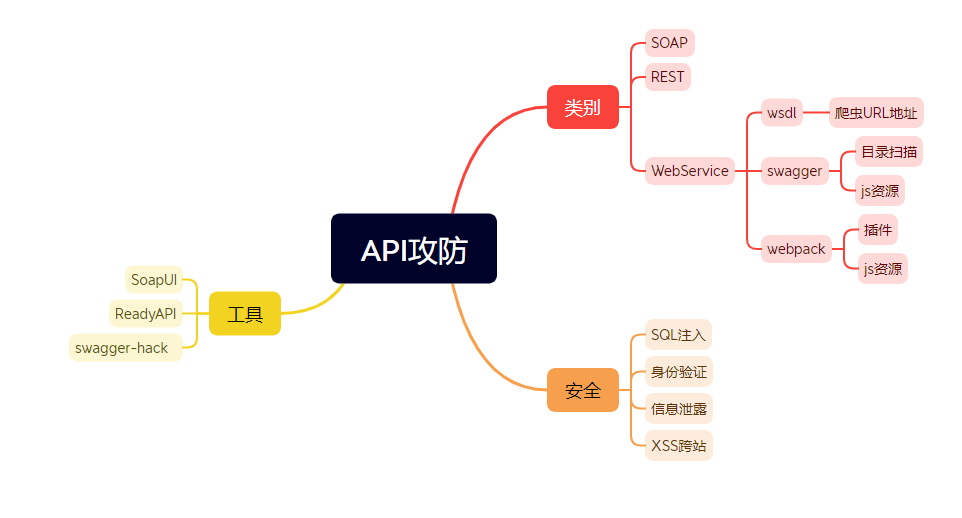 API攻防
类别
SOAP
REST
WebService
wsdl
爬虫URL地址
swagger
目录扫描
js资源
webpack
插件
js资源
安全
SQL注入
身份验证
信息泄露
XSS跨站
工具
SoapUI
ReadyAPI
swagger-hack